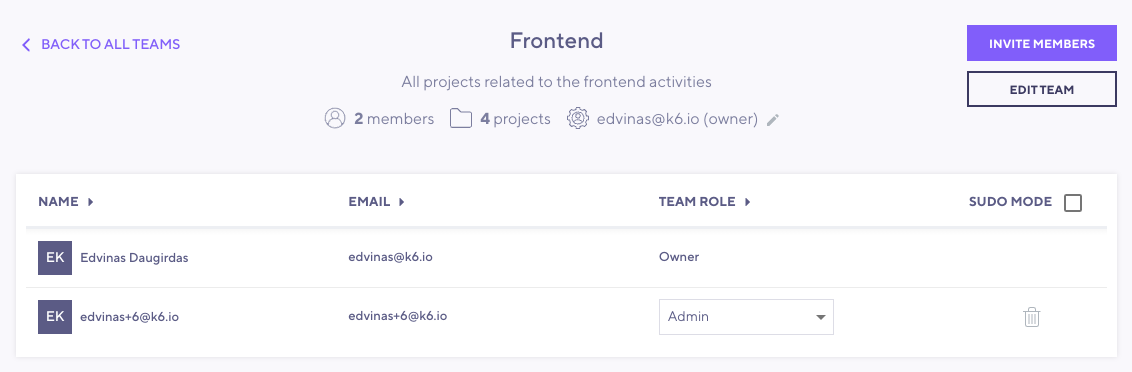 BACK TO ALL TEAMS
Frontend
INVITE MEMBERS
All projects related to the frontend activities
EDIT TEAM
2 members 4 projects edvinas@k6.io (owner)
NAME EMAIL TEAM ROLE SUDO MODE
EK Edvinas Daugirdas edvinas@k6.io Owner
EK edvinas+6@k6.io edvinas+6@k6.io Admin